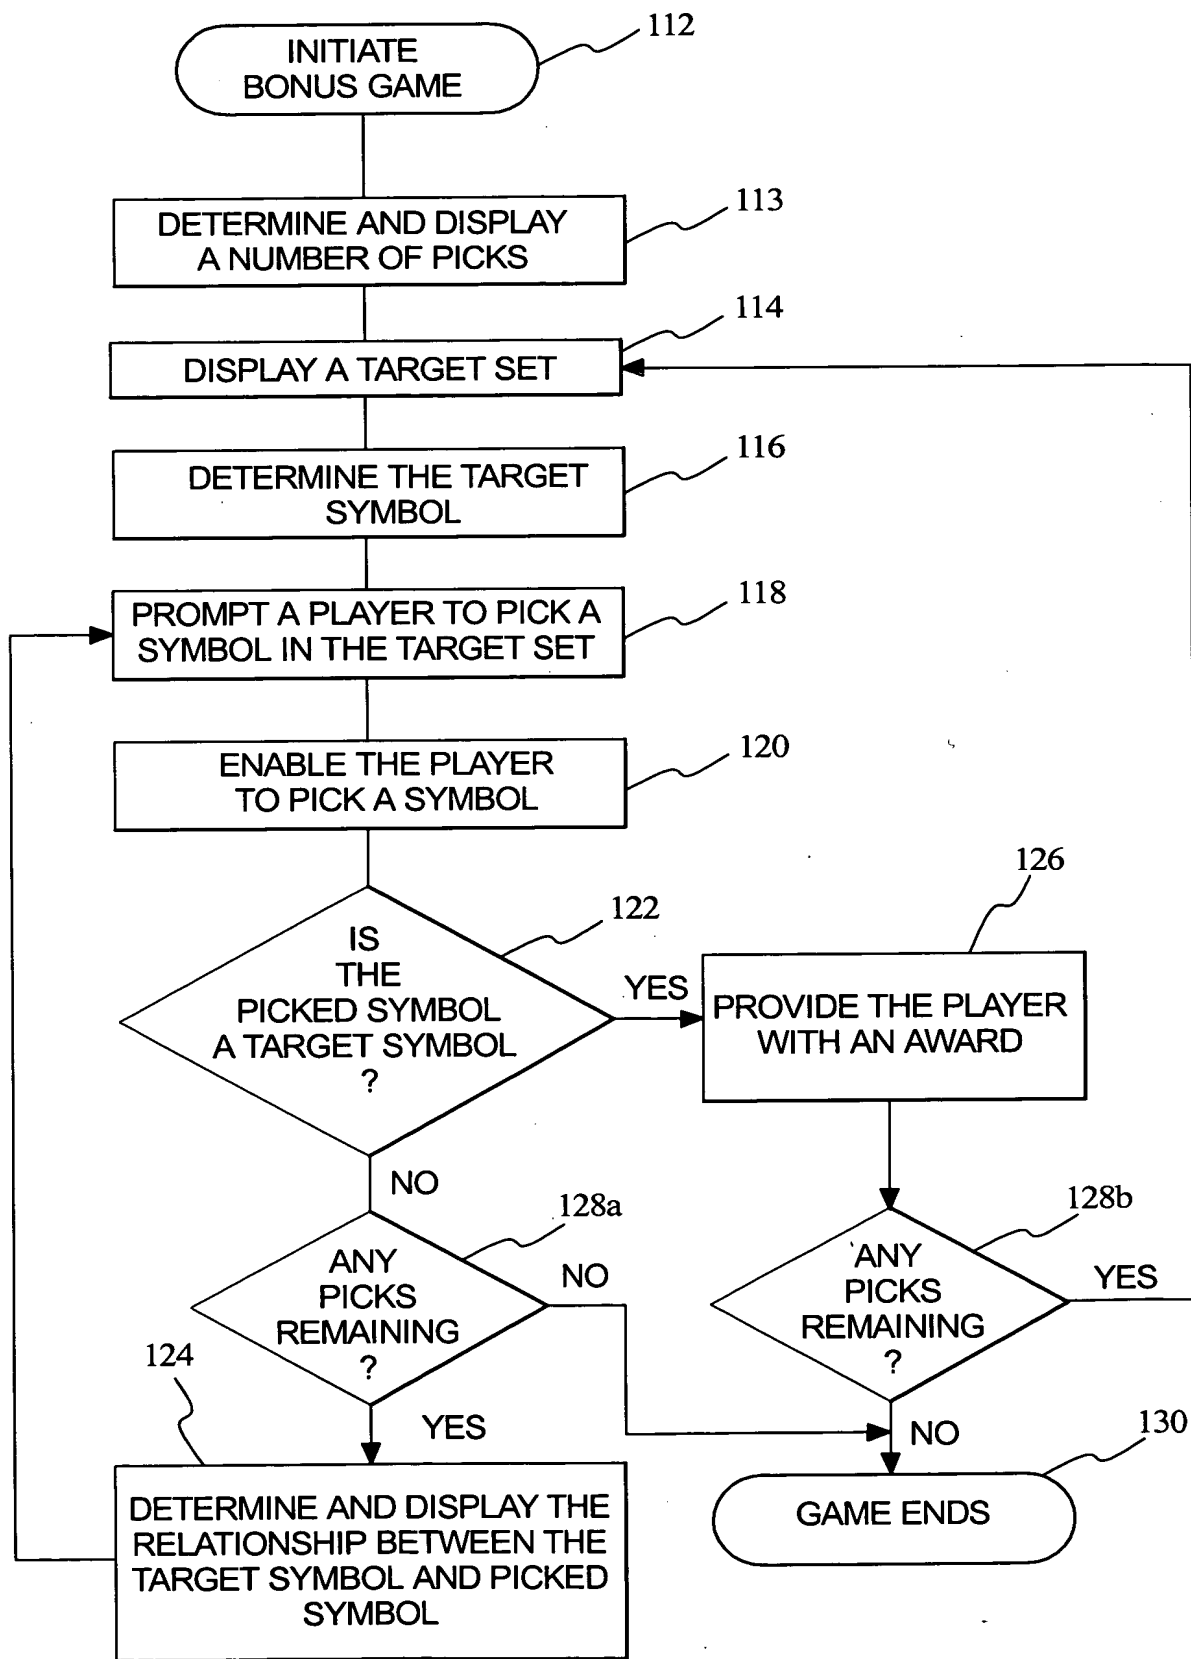 INITIATE
BONUS GAME
112
DETERMINE AND DISPLAY
A NUMBER OF PICKS
113
114
DISPLAY A TARGET SET
DETERMINE THE TARGET
SYMBOL
116
PROMPT A PLAYER TO PICK A
SYMBOL IN THE TARGET SET
118
ENABLE THE PLAYER
TO PICK A SYMBOL
120
IS
THE
PICKED SYMBOL
A TARGET SYMBOL
?
122
YES
126
PROVIDE THE PLAYER
WITH AN AWARD
NO
128a
ANY
PICKS
REMAINING
?
NO
128b
ANY
PICKS
REMAINING
?
YES
124
YES
NO
130
DETERMINE AND DISPLAY THE
RELATIONSHIP BETWEEN THE
TARGET SYMBOL AND PICKED
SYMBOL
GAME ENDS